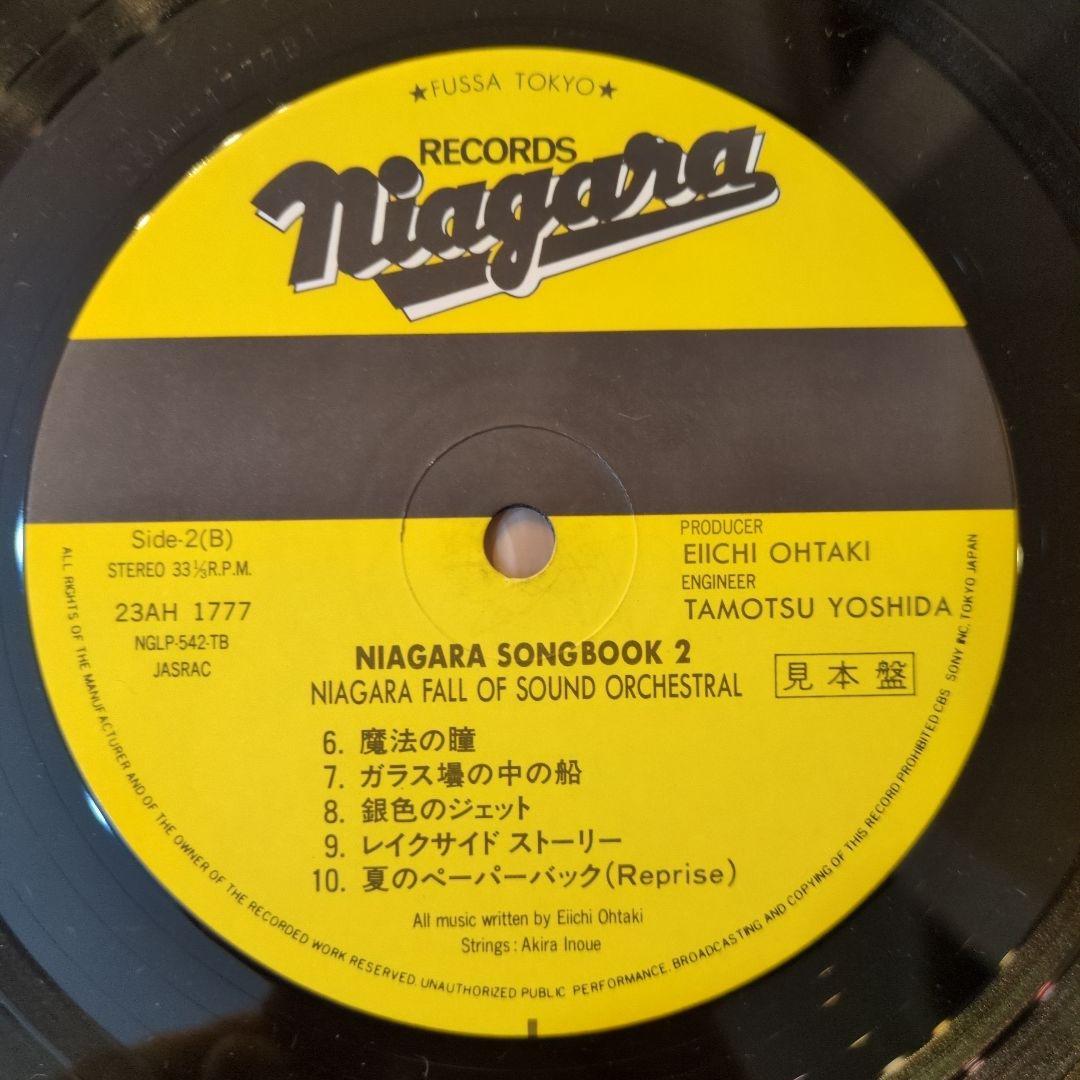 ★FUSSA TOKYO★
RECORDS
Niagara
Side-2(B)
STEREO 33⅓R.P.M.
23AH 1777
NGLP-542-TB
JASRAC
PRODUCER
EIICHI OHTAKI
ENGINEER
TAMOTSU YOSHIDA
NIAGARA SONGBOOK 2
NIAGARA FALL OF SOUND ORCHESTRAL
見本盤
6. 魔法の瞳
7. ガラス壜の中の船
8. 銀色のジェット
9. レイクサイド ストーリー
10. 夏のペーパーバック(Reprise)
All music written by Eiichi Ohtaki
Strings : Akira Inoue
ALL RIGHTS OF THE MANUFACTURER AND OF THE OWNER OF THE RECORDED WORK RESERVED. UNAUTHORIZED PUBLIC PERFORMANCE. BROADCASTING AND COPYING OF THIS RECORD PROHIBITED CBS SONY INC. TOKYO JAPAN